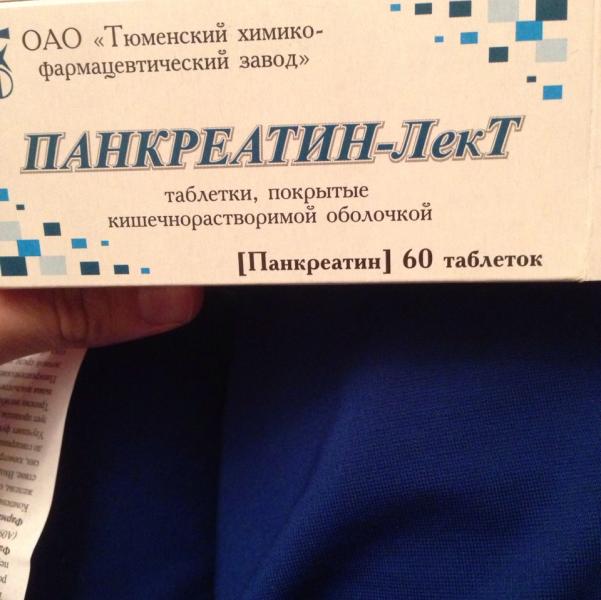 ОАО «Тюменский химико-
фармацевтический завод»
ПАНКРЕАТИН-ЛекТ
таблетки, покрытые
кишечнорастворимой оболочкой
[Панкреатин] 60 таблеток